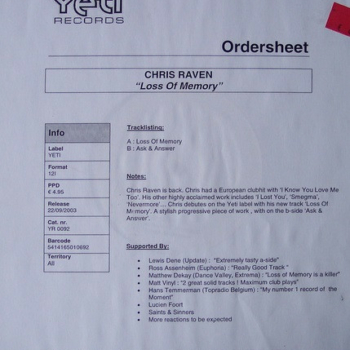 Yeti
RECORDS
Ordersheet
CHRIS RAVEN
"Loss Of Memory"
Info
Label
YETI
Format
12I
PPD
€ 4.95
Release
22/09/2003
Cat. nr.
YR 0092
Barcode
5414165010692
Territory
All
Tracklisting:
A : Loss Of Memory
B : Ask & Answer
Notes:
Chris Raven is back. Chris had a European clubhit with 'I Know You Love Me
Too'. His other highly acclaimed work includes 'I Lost You', 'Smegma',
'Nevermore'… Chris debutes on the Yeti label with his new track 'Loss Of
Memory'. A stylish progressive piece of work , with on the b-side 'Ask &
Answer'.
Supported By:
• Lewis Dene (Update) : "Extremely tasty a-side"
• Ross Assenheim (Euphoria) : "Really Good Track "
• Matthew Dekay (Dance Valley, Extrema) : "Loss of Memory is a killer"
• Matt Vinyl : "2 great solid tracks ! Maximum club plays"
• Hans Temmerman (Topradio Belgium) : "My number 1 record of the
Moment"
• Lucien Foort
• Saints & Sinners
• More reactions to be expected